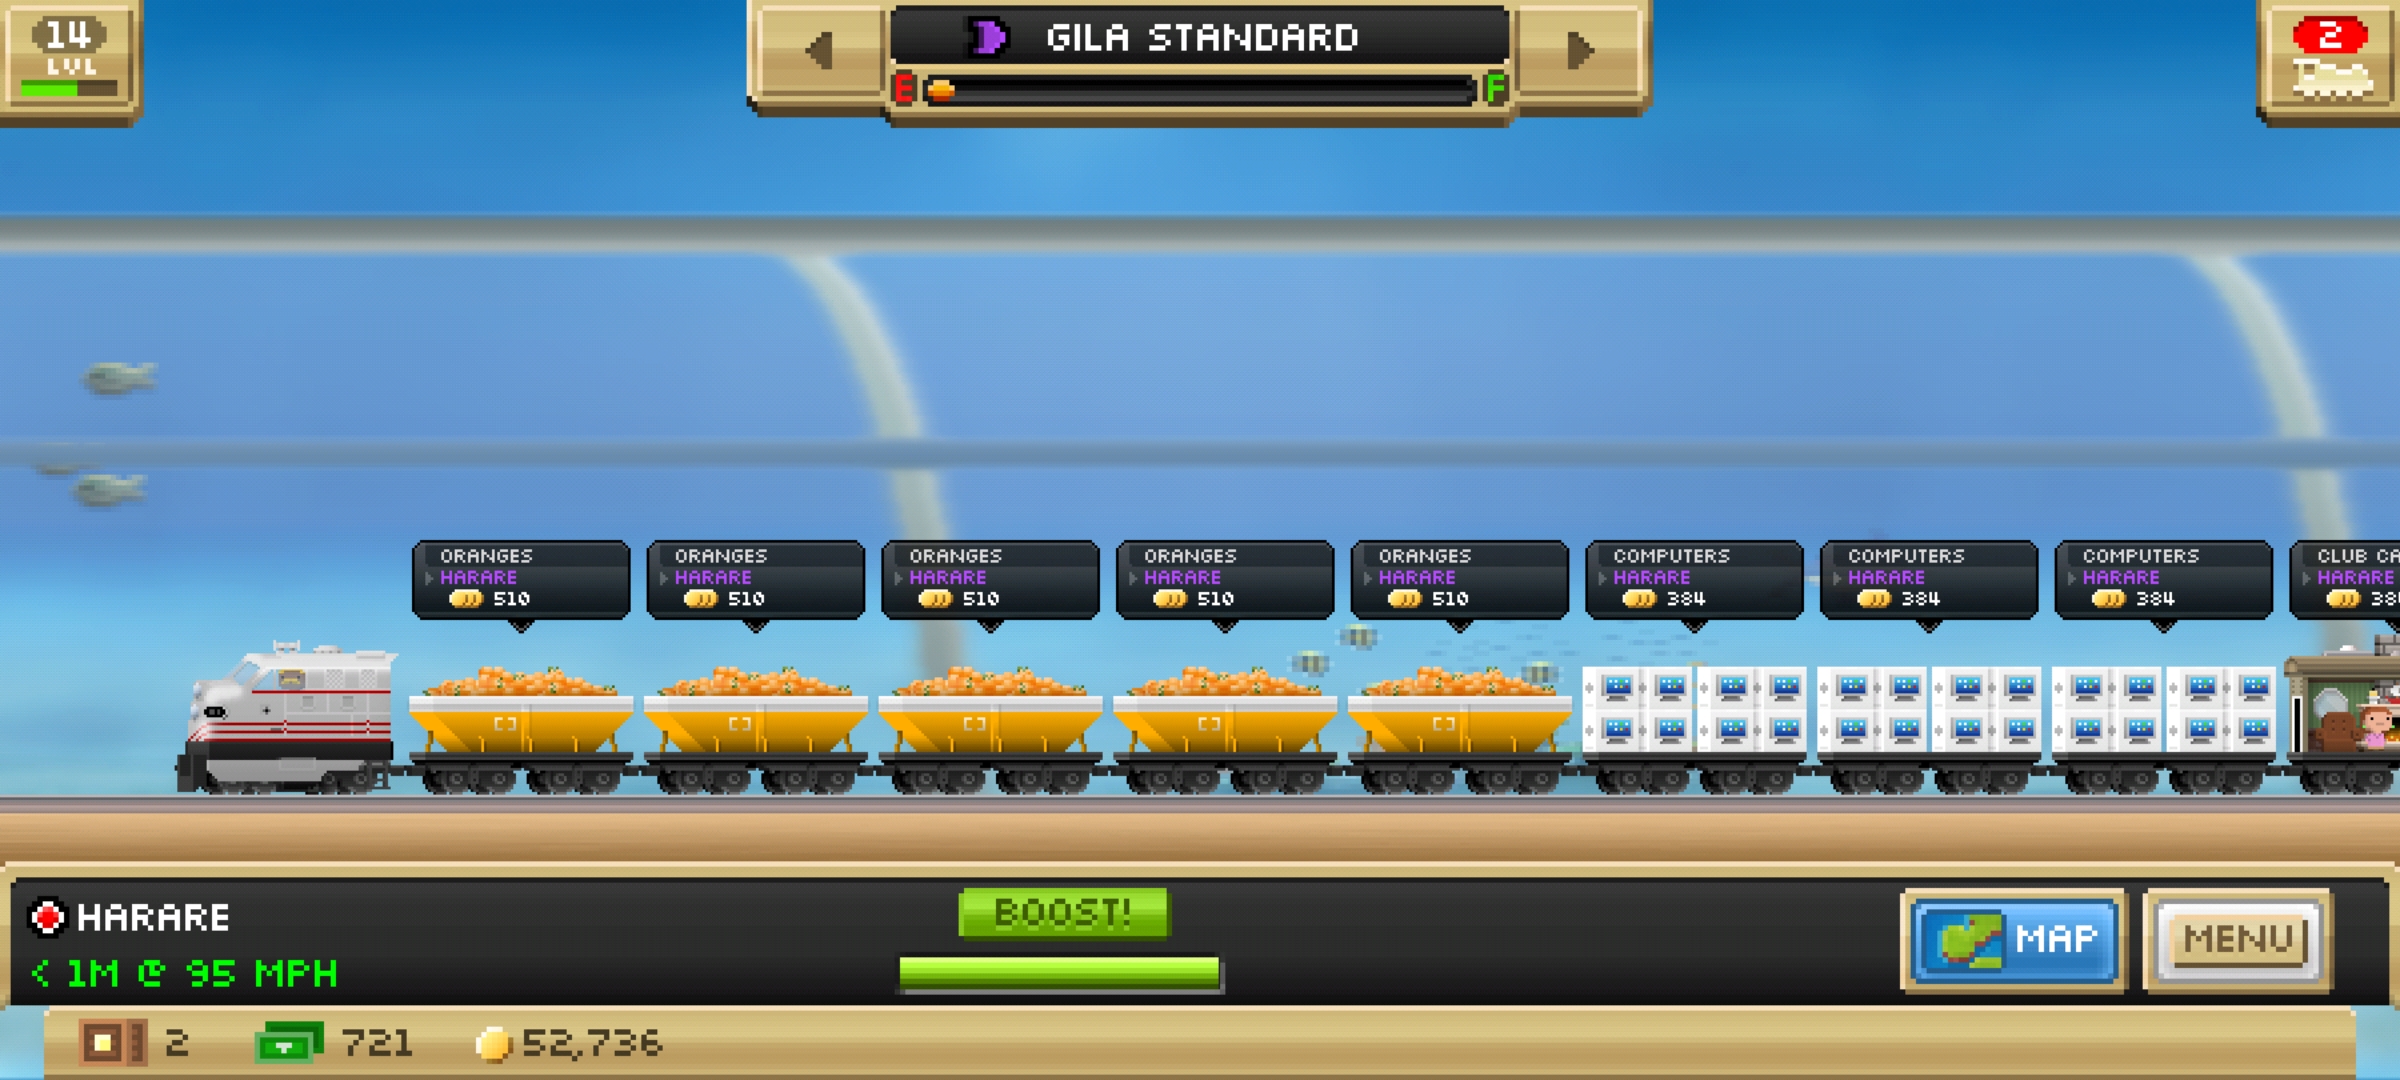 14
LVL
GILA STANDARD
E F
2
ORANGES
HARARE
510
ORANGES
HARARE
510
ORANGES
HARARE
510
ORANGES
HARARE
510
ORANGES
HARARE
510
COMPUTERS
HARARE
384
COMPUTERS
HARARE
384
COMPUTERS
HARARE
384
CLUB CA
HARARE
HARARE
< 1M @ 95 MPH
BOOST!
MAP
MENU
2
721
52,736